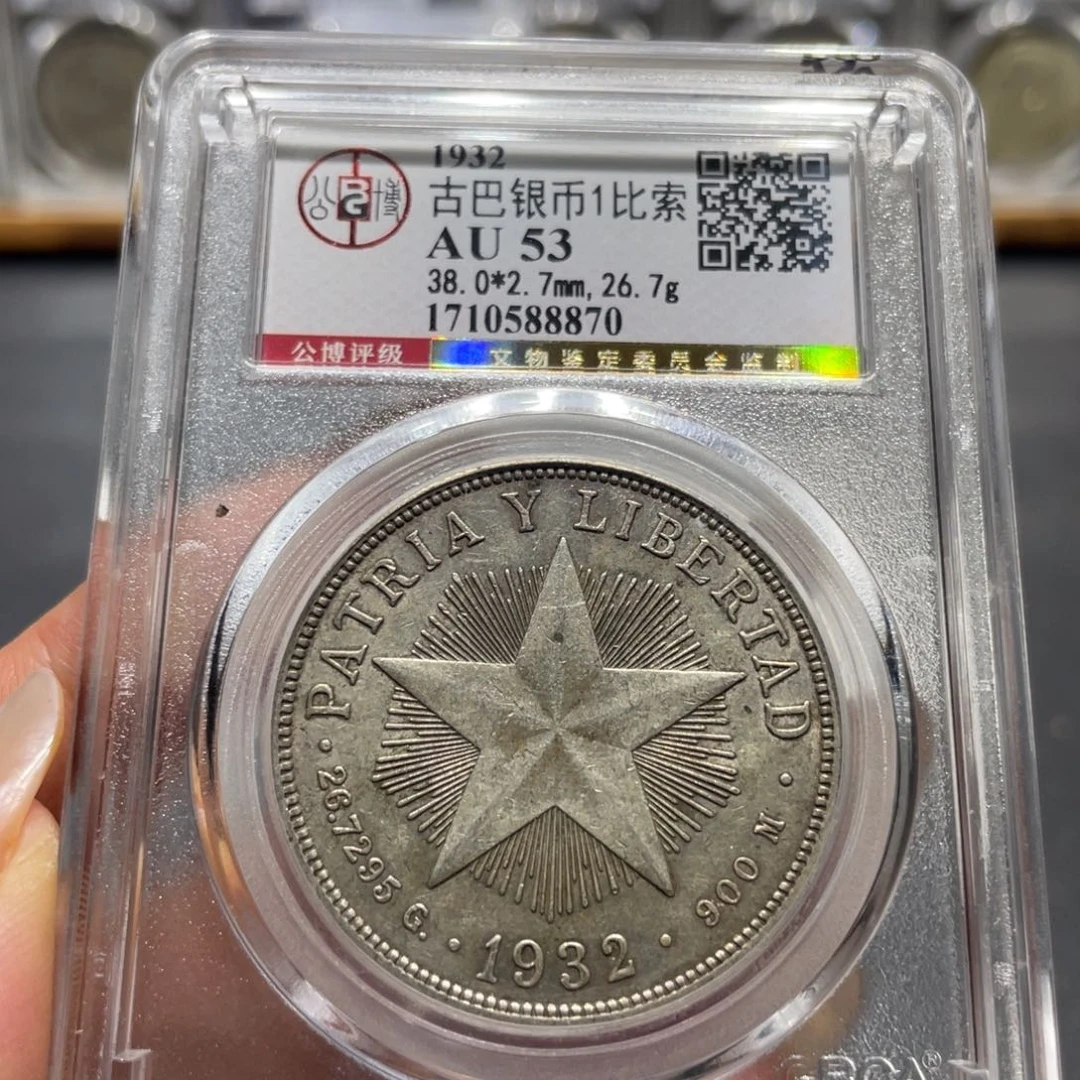 1932
公博
BG
古巴银币1比索
AU 53
38.0*2.7mm, 26.7g
1710588870
公博评级
文物鉴定委员会监制
PATRIA Y LIBERTAD
· 26.7295 G. · 1932 · 900 M ·